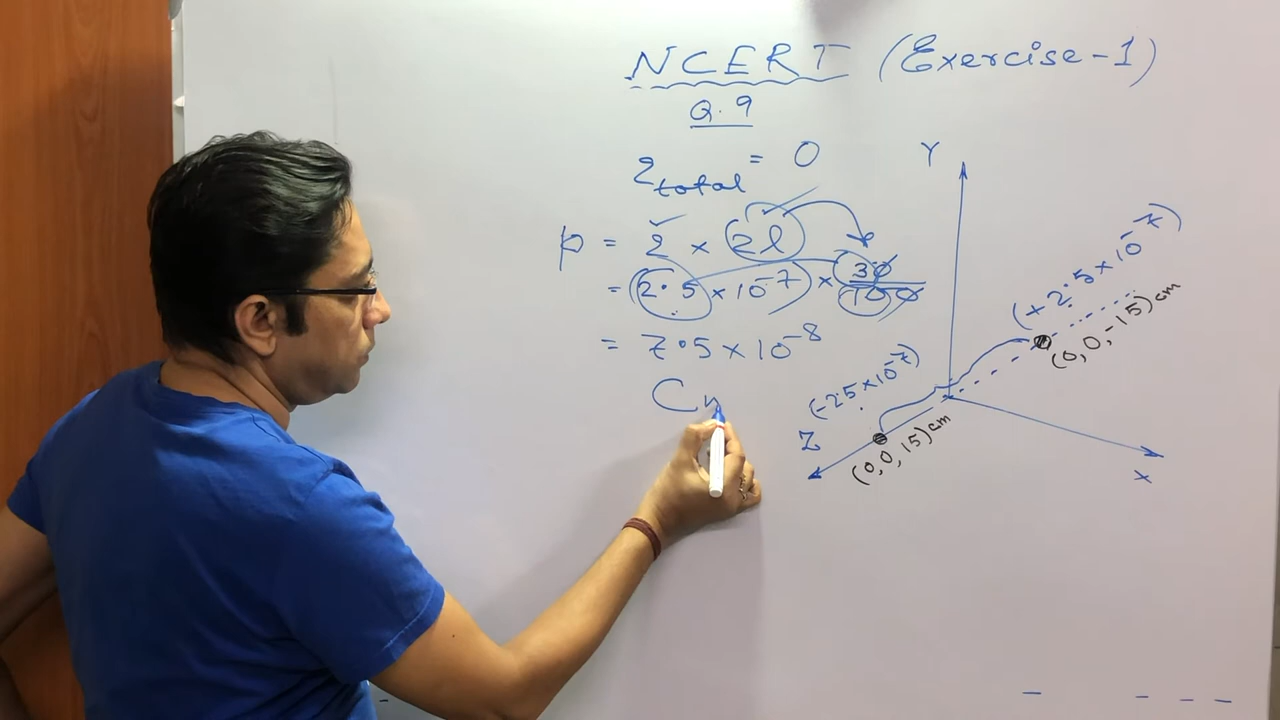 NCERT (Exercise-1)
Q.9
q total = 0
p = q × 2l
= (2.5 × 10⁻⁷) × 30/100
= 7.5 × 10⁻⁸
Cm
Y
(+2.5 × 10⁻⁷)
(0,0,-15)cm
(-2.5 × 10⁻⁷)
Z
(0,0,15)cm
X